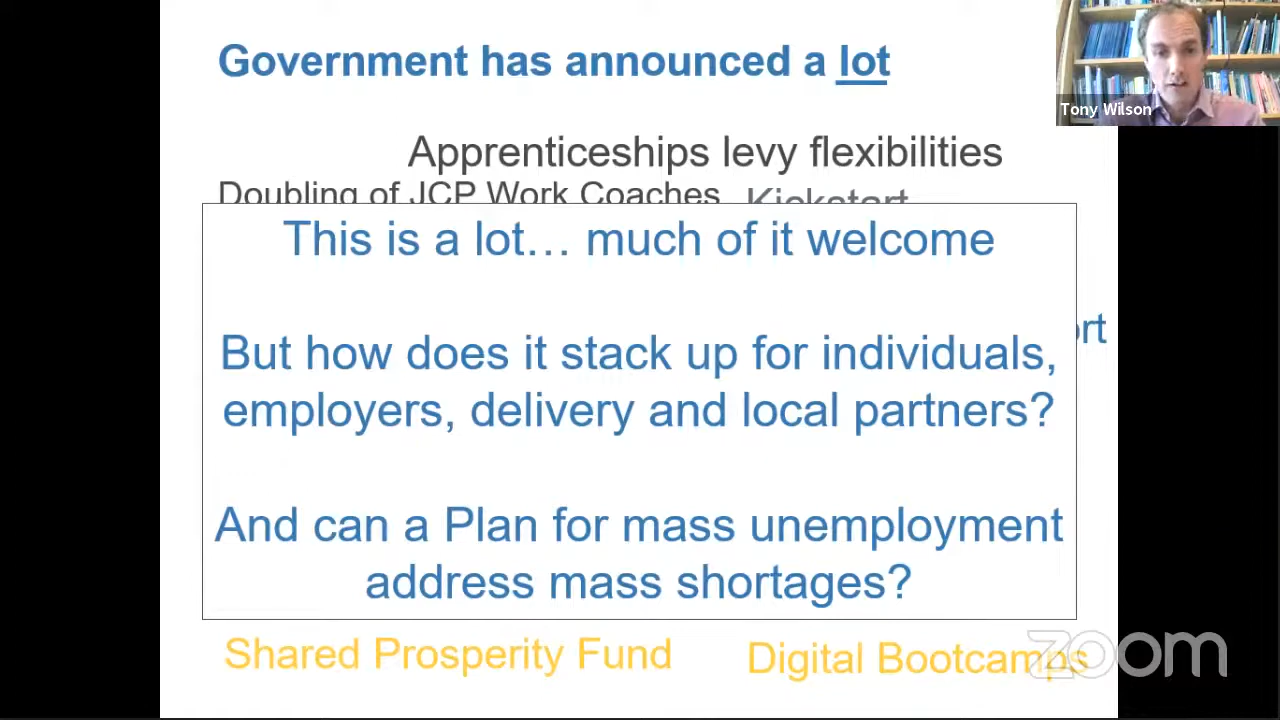 Government has announced a lot
Tony Wilson
Apprenticeships levy flexibilities
Doubling of JCP Work Coaches
Kickstart
This is a lot... much of it welcome
But how does it stack up for individuals,
employers, delivery and local partners?
And can a Plan for mass unemployment
address mass shortages?
Shared Prosperity Fund
Digital Bootcamps
zoom